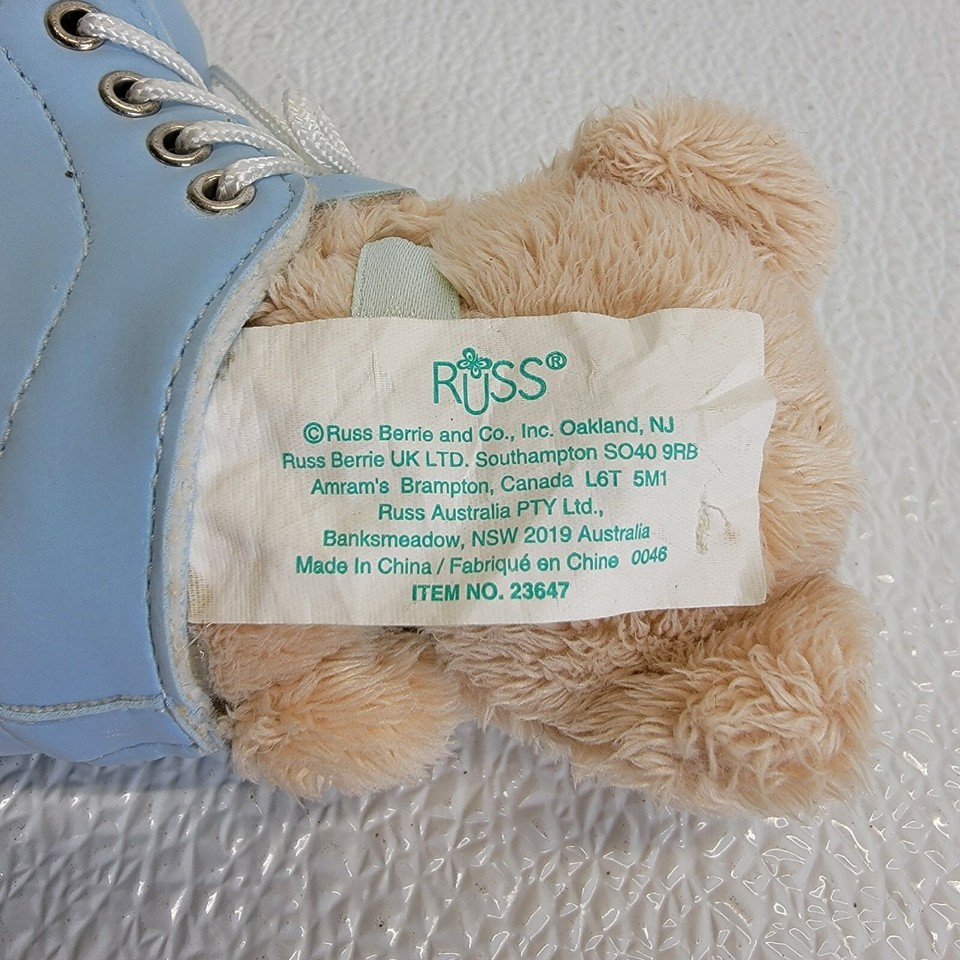 RUSS®
©Russ Berrie and Co., Inc. Oakland, NJ
Russ Berrie UK LTD. Southampton SO40 9RB
Amram's Brampton, Canada L6T 5M1
Russ Australia PTY Ltd.,
Banksmeadow, NSW 2019 Australia
Made In China / Fabriqué en Chine 0046
ITEM NO. 23647